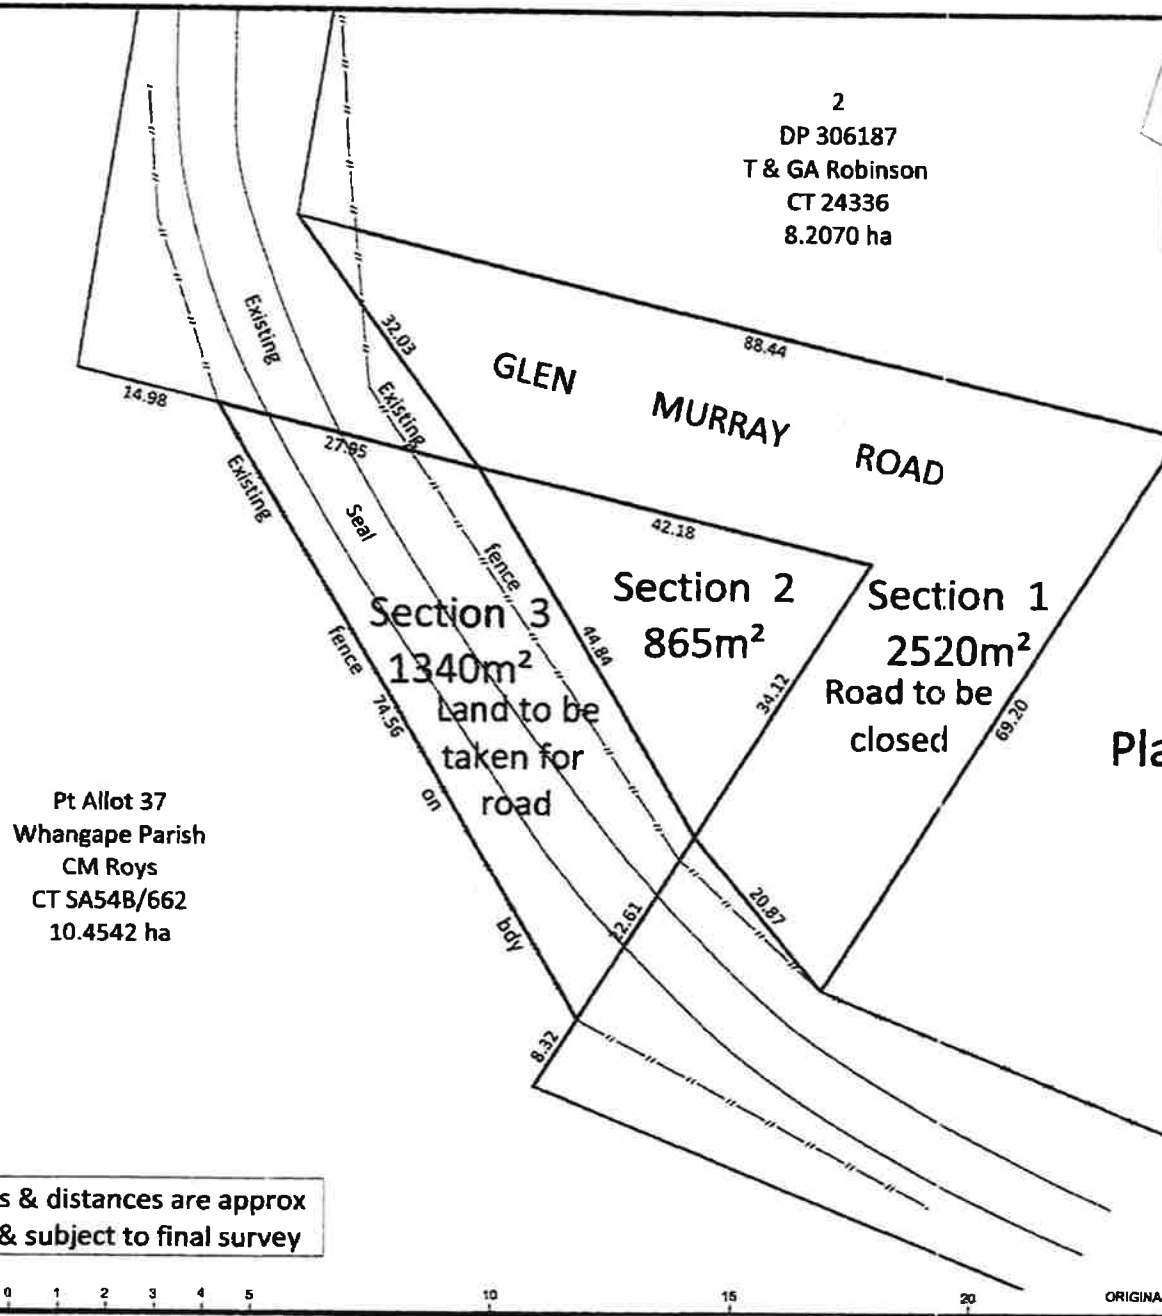 2
DP 306187
T & GA Robinson
CT 24336
8.2070 ha
32.03
88.44
GLEN MURRAY ROAD
Existing
14.98
27.95
Existing
Existing
Seal
42.18
fence
Section 2
865m²
Section 1
2520m²
Road to be
closed
Section 3
1340m²
Land to be
taken for
road
44.84
34.12
69.20
fence
74.56
on
bdy
Pla
Pt Allot 37
Whangape Parish
CM Roys
CT SA54B/662
10.4542 ha
22.61
20.87
8.32
s & distances are approx
& subject to final survey
0 1 2 3 4 5 10 15 20 ORIGINA